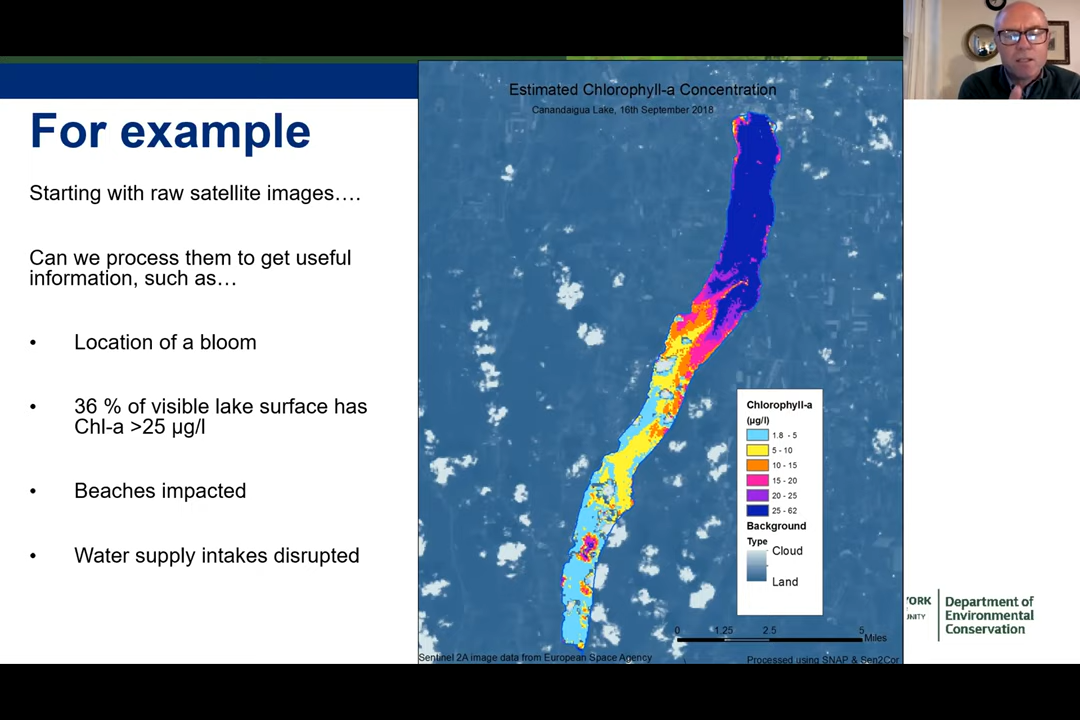 For example
Starting with raw satellite images….
Can we process them to get useful
information, such as…
• Location of a bloom
• 36 % of visible lake surface has
Chl-a >25 µg/l
• Beaches impacted
• Water supply intakes disrupted
Estimated Chlorophyll-a Concentration
Canandaigua Lake, 16th September 2018
Chlorophyll-a
(µg/l)
1.8 - 5
5 - 10
10 - 15
15 - 20
20 - 25
25 - 62
Background
Type
Cloud
Land
0 1.25 2.5 5
Miles
Sentinel 2A image data from European Space Agency
Processed using SNAP & Sen2Cor
YORK
UNITY
Department of
Environmental
Conservation